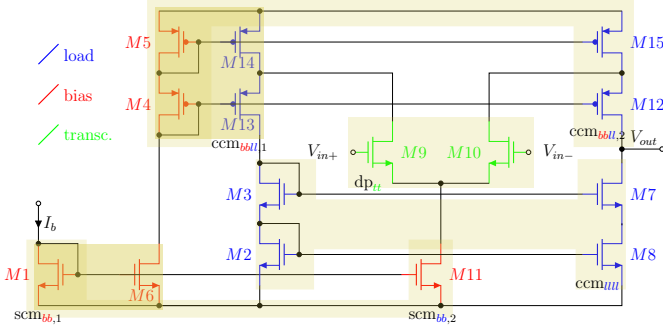 M5
M14
M15
load
bias
transc.
M4
M13
M12
ccm_bbll,1
ccm_bbll,2
V_in+
M9
M10
V_in−
V_out
dp_tt
M3
M7
I_b
M1
M6
M2
M11
M8
ccm_llll
scm_bb,1
scm_bb,2